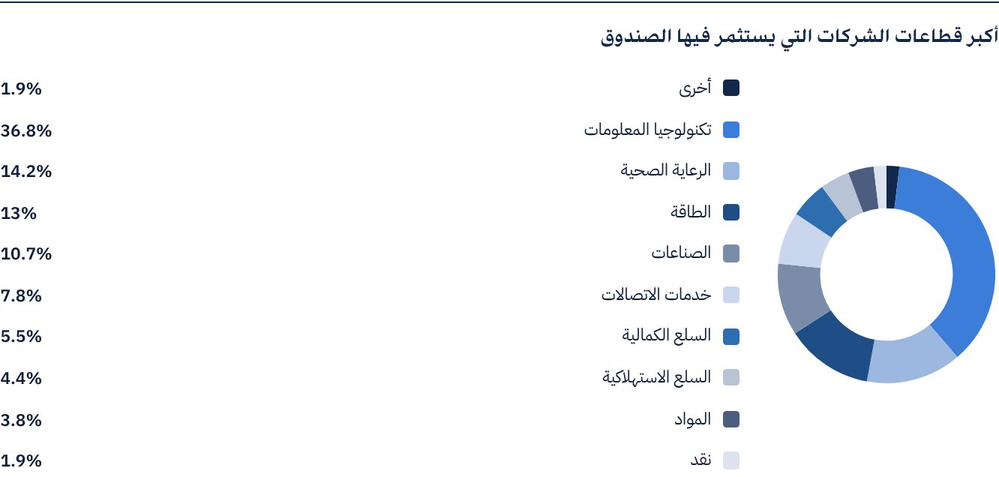 أكبر قطاعات الشركات التي يستثمر فيها الصندوق
أخرى 1.9%
تكنولوجيا المعلومات 36.8%
الرعاية الصحية 14.2%
الطاقة 13%
الصناعات 10.7%
خدمات الاتصالات 7.8%
السلع الكمالية 5.5%
السلع الاستهلاكية 4.4%
المواد 3.8%
نقد 1.9%